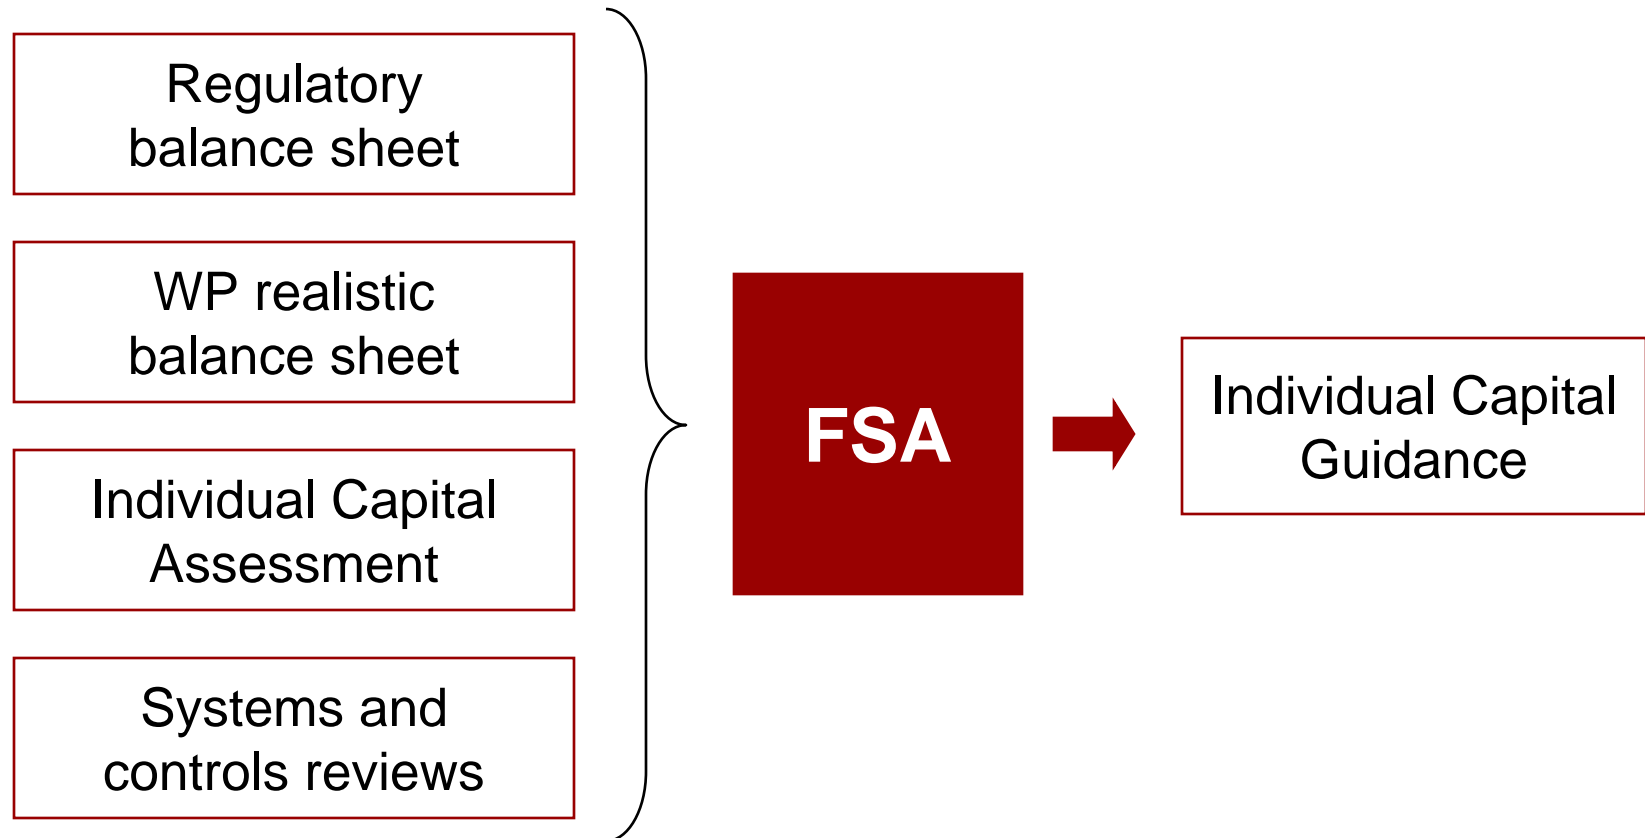 Regulatory
balance sheet
WP realistic
balance sheet
Individual Capital
Assessment
Systems and
controls reviews
FSA
Individual Capital
Guidance